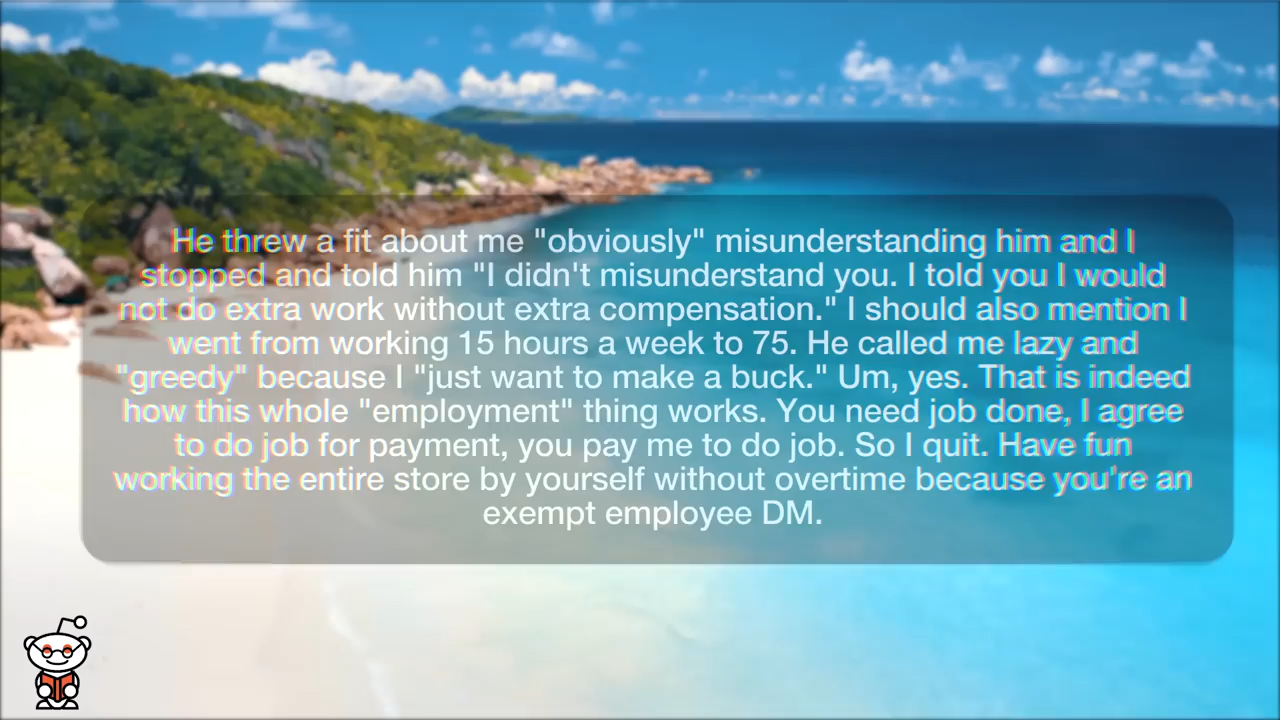 He threw a fit about me "obviously" misunderstanding him and I
stopped and told him "I didn't misunderstand you. I told you I would
not do extra work without extra compensation." I should also mention I
went from working 15 hours a week to 75. He called me lazy and
"greedy" because I "just want to make a buck." Um, yes. That is indeed
how this whole "employment" thing works. You need job done, I agree
to do job for payment, you pay me to do job. So I quit. Have fun
working the entire store by yourself without overtime because you're an
exempt employee DM.